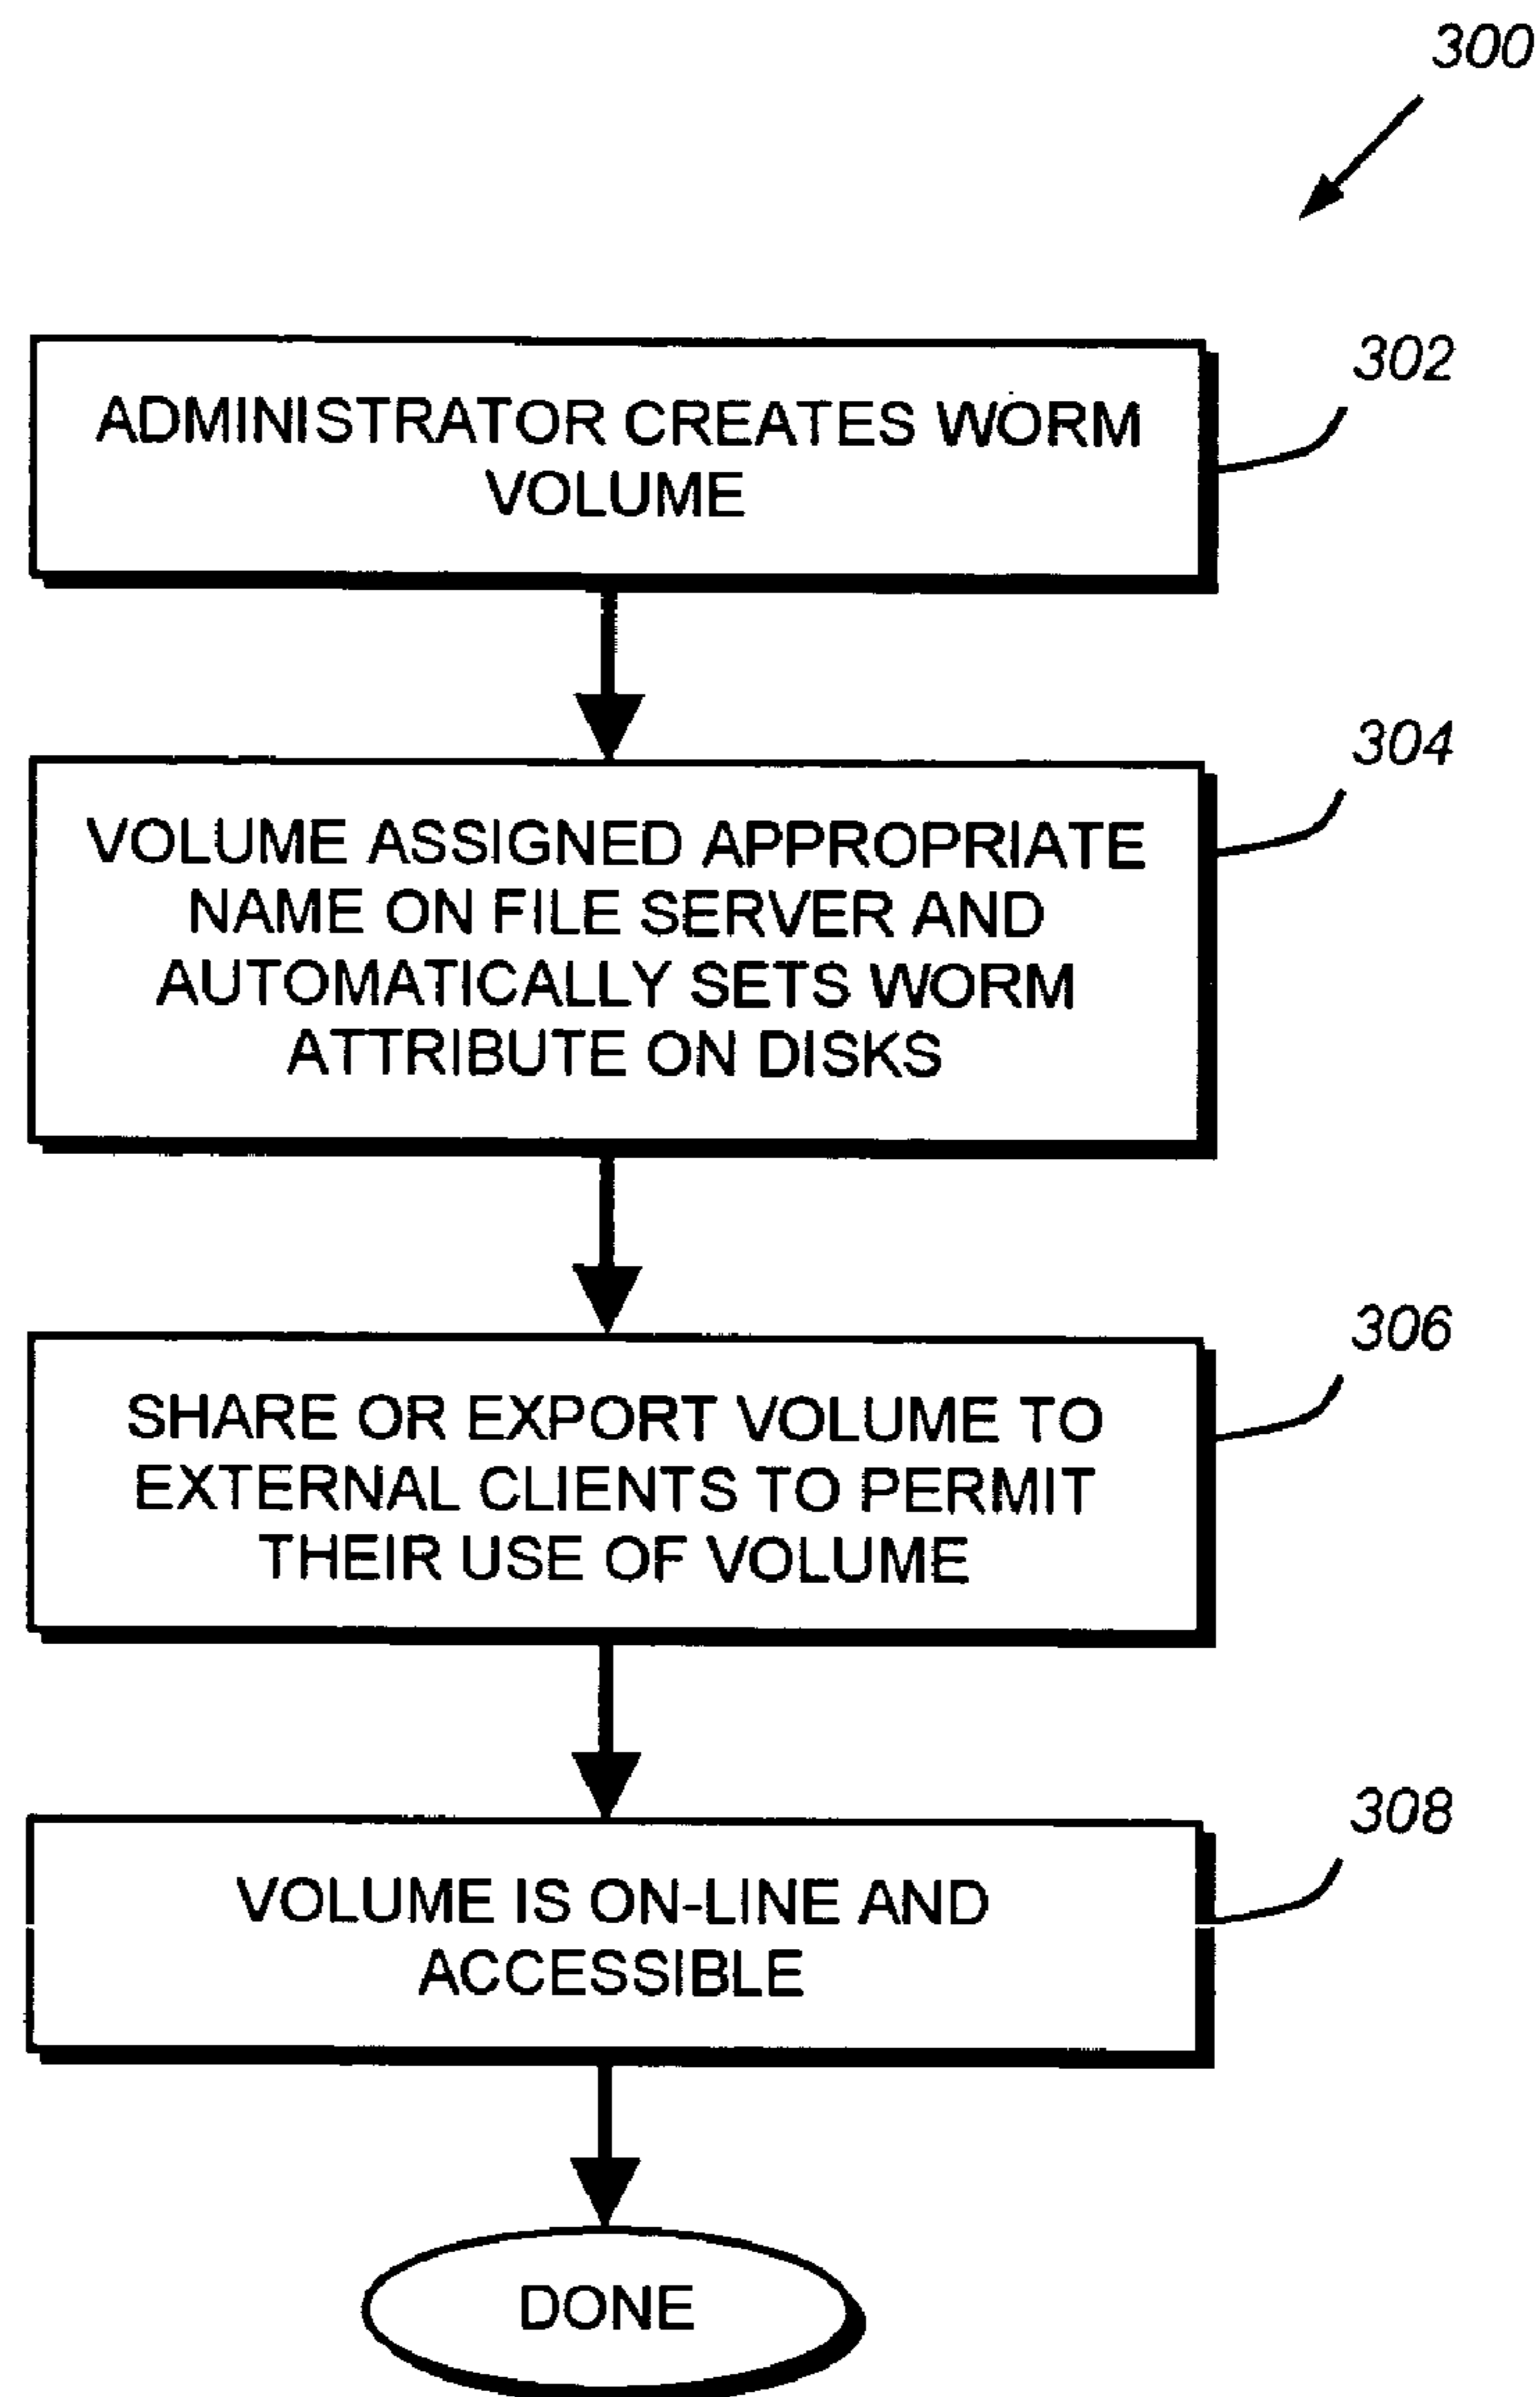 300
302
ADMINISTRATOR CREATES WORM
VOLUME
304
VOLUME ASSIGNED APPROPRIATE
NAME ON FILE SERVER AND
AUTOMATICALLY SETS WORM
ATTRIBUTE ON DISKS
306
SHARE OR EXPORT VOLUME TO
EXTERNAL CLIENTS TO PERMIT
THEIR USE OF VOLUME
308
VOLUME IS ON-LINE AND
ACCESSIBLE
DONE